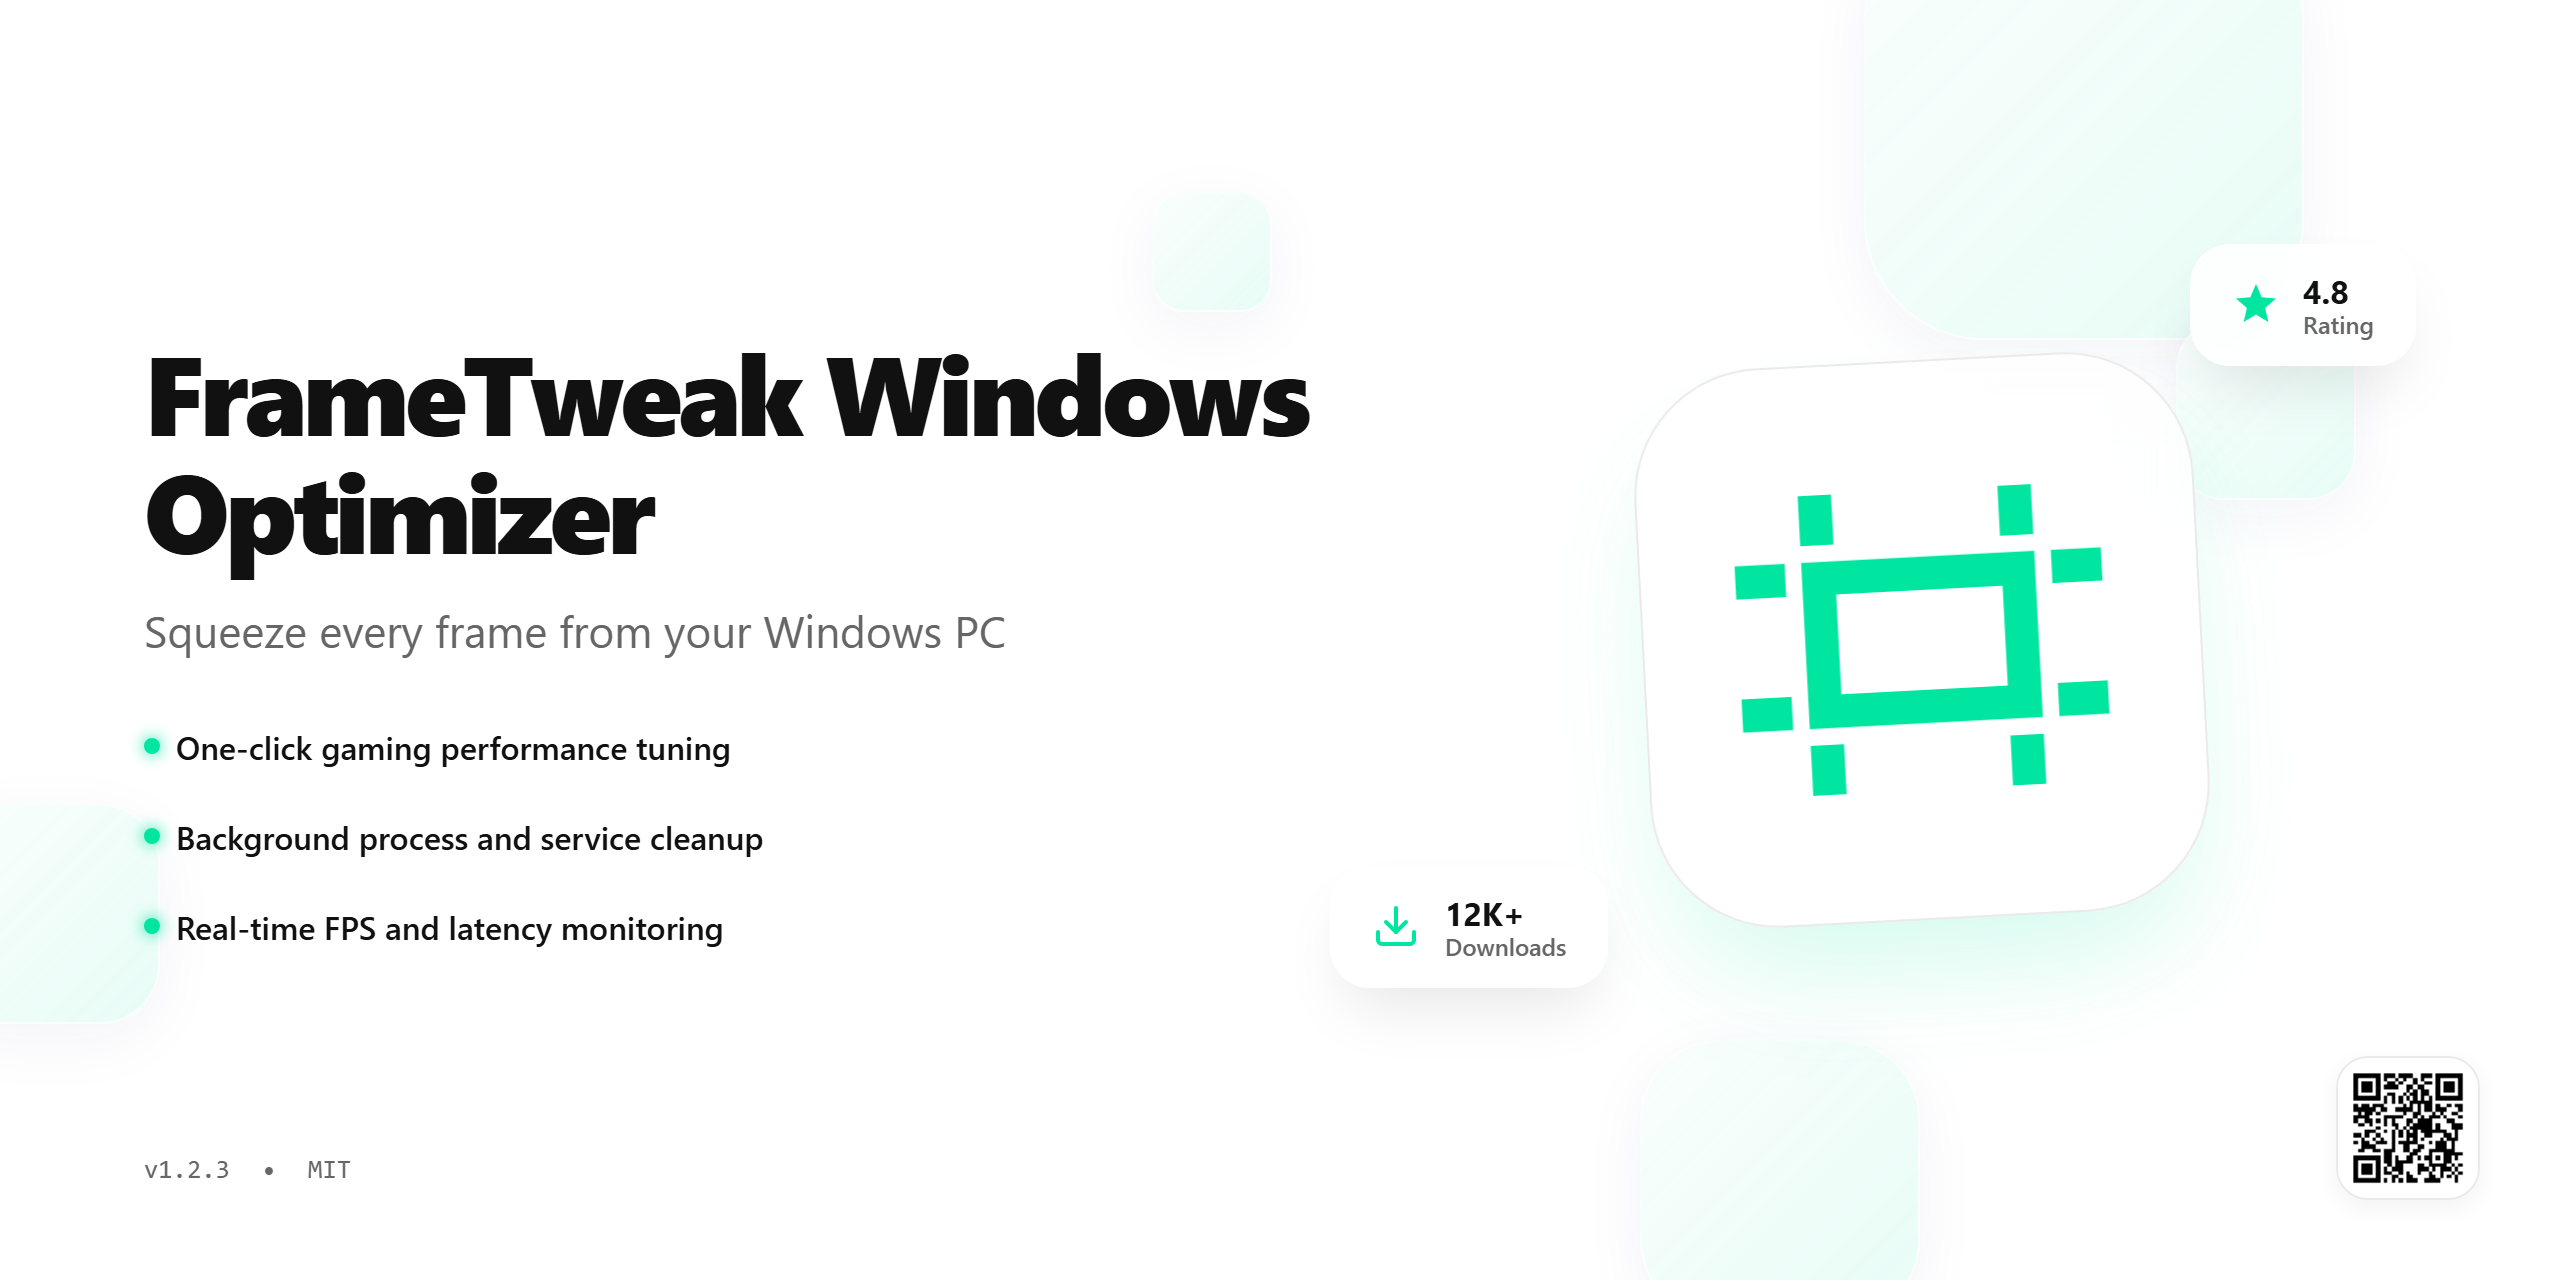 FrameTweak Windows
Optimizer
Squeeze every frame from your Windows PC
One-click gaming performance tuning
Background process and service cleanup
Real-time FPS and latency monitoring
v1.2.3 • MIT
4.8
Rating
12K+
Downloads